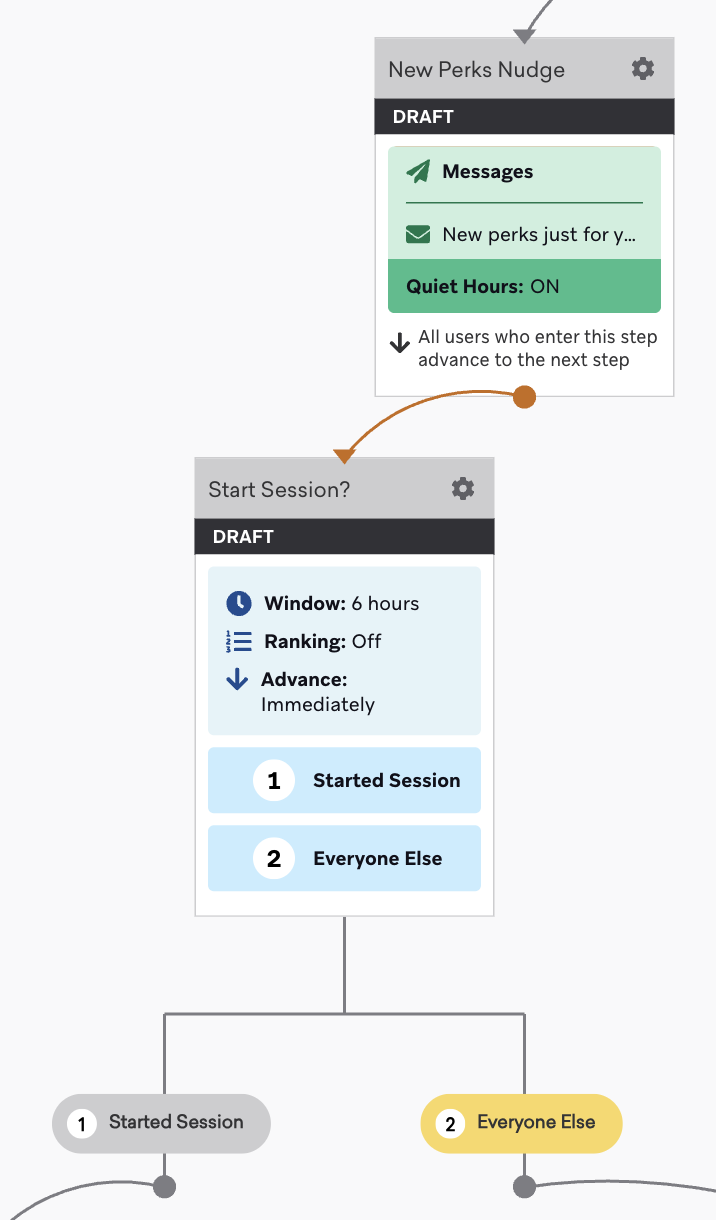 New Perks Nudge
DRAFT
Messages
New perks just for y...
Quiet Hours: ON
All users who enter this step
advance to the next step
Start Session?
DRAFT
Window: 6 hours
Ranking: Off
Advance:
Immediately
1 Started Session
2 Everyone Else
1 Started Session
2 Everyone Else